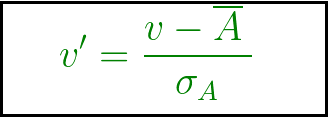 v′ = (v − A̅) / σ_A